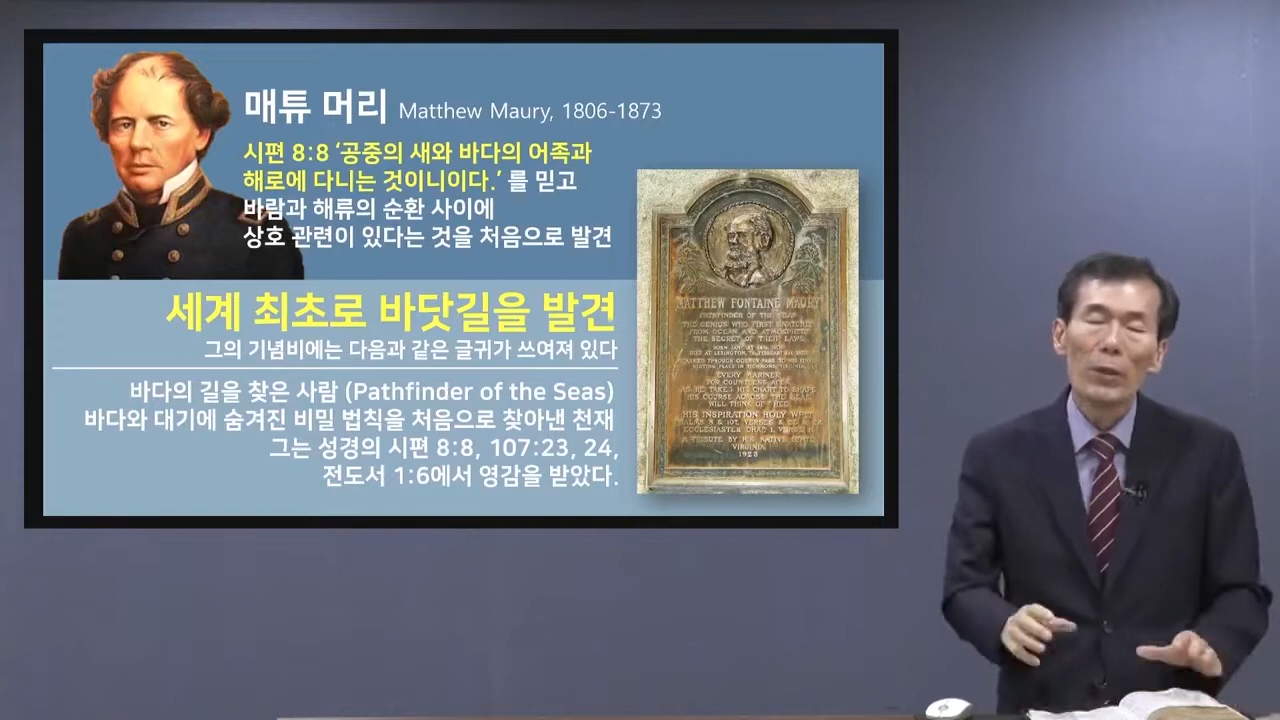 매튜 머리 Matthew Maury, 1806-1873
시편 8:8 ‘공중의 새와 바다의 어족과
해로에 다니는 것이니이다.’ 를 믿고
바람과 해류의 순환 사이에
상호 관련이 있다는 것을 처음으로 발견
세계 최초로 바닷길을 발견
그의 기념비에는 다음과 같은 글귀가 쓰여져 있다
바다의 길을 찾은 사람 (Pathfinder of the Seas)
바다와 대기에 숨겨진 비밀 법칙을 처음으로 찾아낸 천재
그는 성경의 시편 8:8, 107:23, 24,
전도서 1:6에서 영감을 받았다.
MATTHEW FONTAINE MAURY
PATHFINDER OF THE SEAS
THE GENIUS WHO FIRST SNATCHED
FROM OCEAN AND ATMOSPHERE
THE SECRET OF THEIR LAWS
EVERY MARINER
FOR COUNTLESS AGES
AS HE TAKES HIS CHART TO SHAPE
HIS COURSE ACROSS THE SEAS
WILL THINK OF THEE
HIS INSPIRATION HOLY WRIT
A TRIBUTE BY HIS NATIVE STATE
VIRGINIA
1923